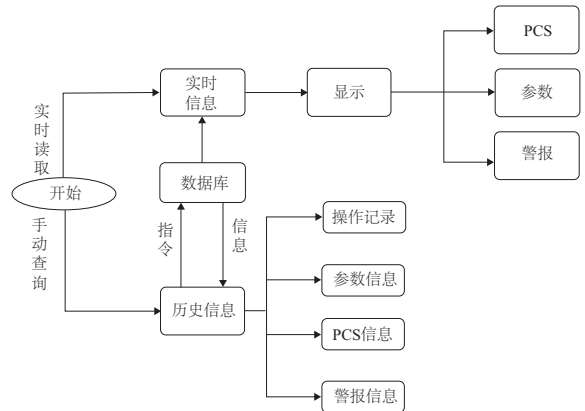 PCS
实时
信息
显示
参数
实时读取
警报
开始
数据库
手动查询
指令
信息
操作记录
参数信息
历史信息
PCS信息
警报信息